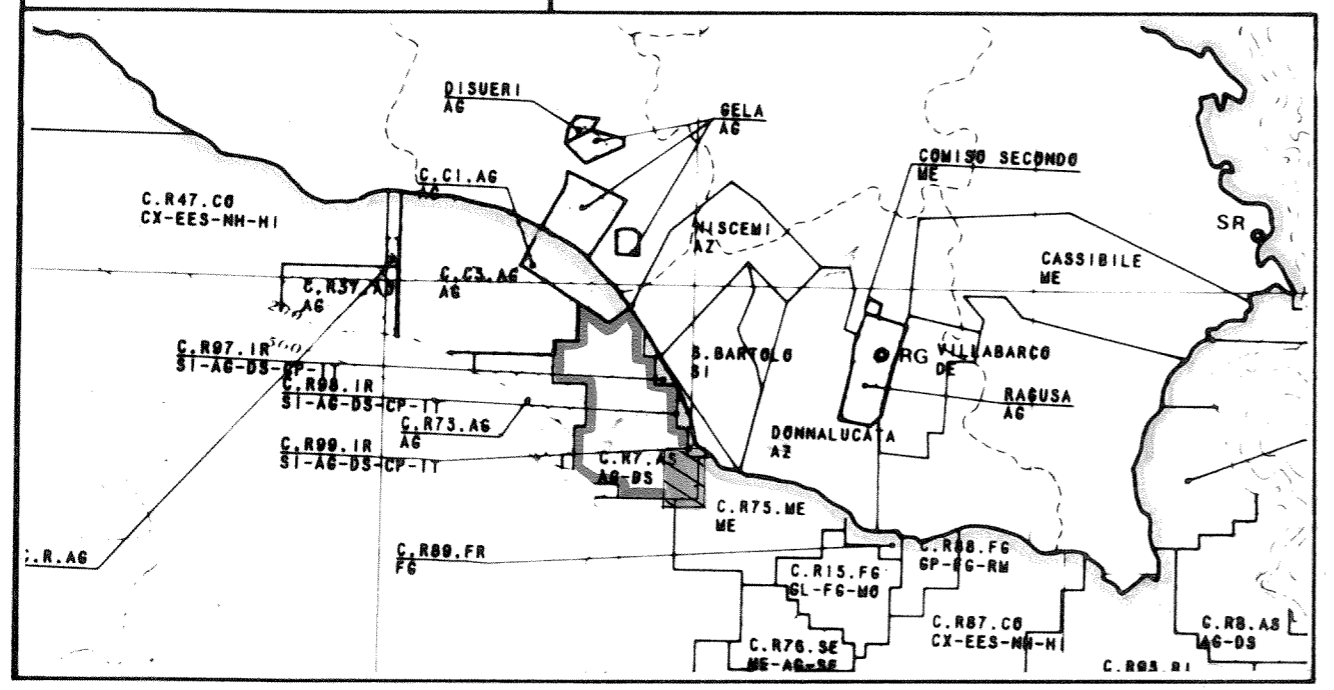 DISUERI
AG
GELA
AG
COMISO SECONDO
ME
C.C1.AG
AG
C.R47.CO
CX-EES-NH-HI
NISCEMI
AZ
SR
CASSIBILE
ME
C.C3.AG
AG
AG
200
500
C.R97.IR
SI-AG-DS-CP-IT
C.R98.IR
SI-AG-DS-CP-IT
C.R73.AG
AG
C.R99.IR
SI-AG-DS-CP-IT
S.BARTOLO
SI
RG
VILLABARCO
DE
RAGUSA
AG
DONNALUCATA
AZ
C.R7.AS
AG-DS
C.R75.ME
ME
C.R.AG
C.R89.FR
FG
C.R88.FG
GP-FG-RM
C.R15.FG
GL-FG-MO
C.R87.CO
CX-EES-NH-HI
C.R8.AS
AG-DS
C.R76.SE
ME-AG-SE